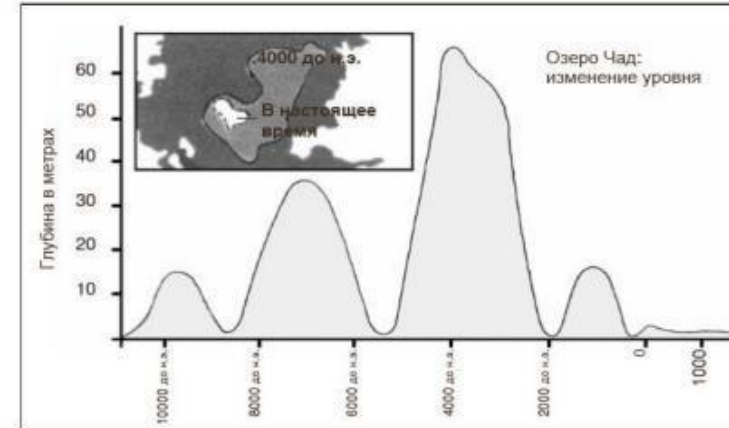 4000 до н.э.
В настоящее
время
Озеро Чад:
изменение уровня
Глубина в метрах
60
50
40
30
20
10
10000 до н.э.
8000 до н.э.
6000 до н.э.
4000 до н.э.
2000 до н.э.
0
1000